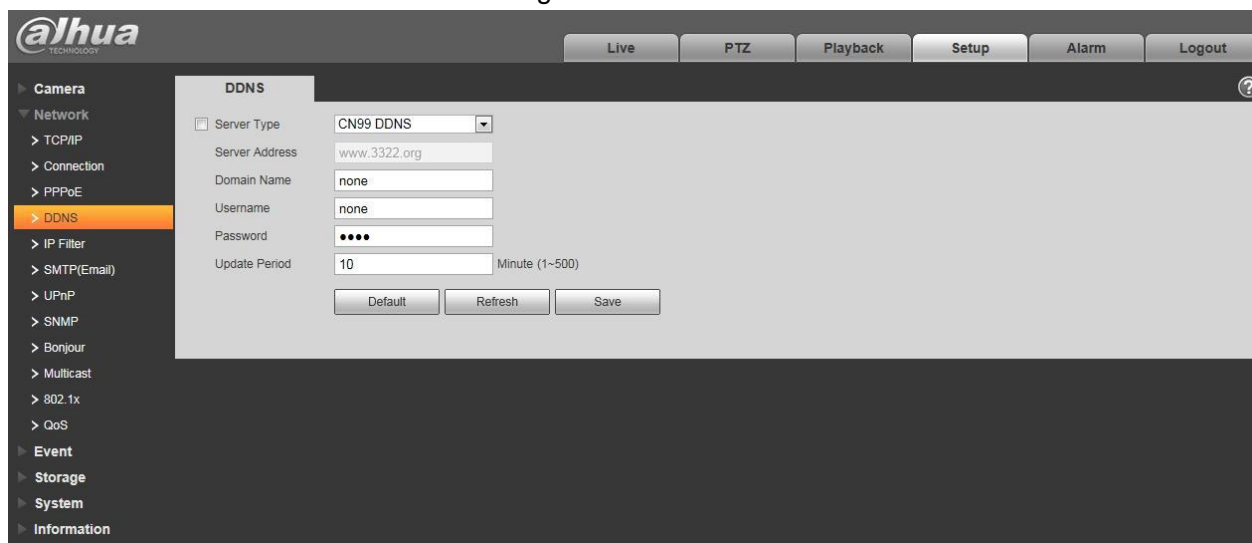 alhua
TECHNOLOGY
Live
PTZ
Playback
Setup
Alarm
Logout
Camera
Network
> TCP/IP
> Connection
> PPPoE
> DDNS
> IP Filter
> SMTP(Email)
> UPnP
> SNMP
> Bonjour
> Multicast
> 802.1x
> QoS
Event
Storage
System
Information
DDNS
?
Server Type CN99 DDNS
Server Address www.3322.org
Domain Name none
Username none
Password ••••
Update Period 10 Minute (1~500)
Default Refresh Save